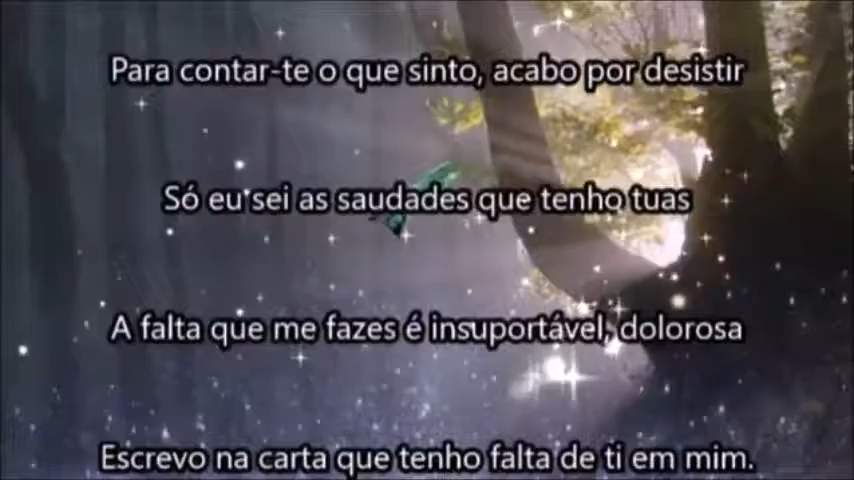 Para contar-te o que sinto, acabo por desistir
Só eu sei as saudades que tenho tuas
A falta que me fazes é insuportável, dolorosa
Escrevo na carta que tenho falta de ti em mim.